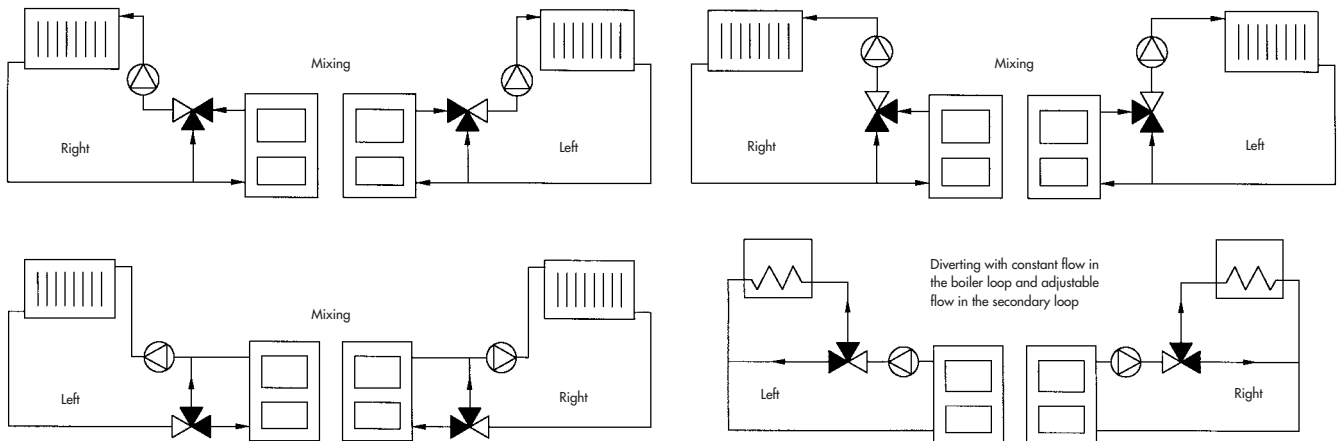 Mixing
Right
Left
Mixing
Right
Left
Mixing
Left
Right
Diverting with constant flow in
the boiler loop and adjustable
flow in the secondary loop
Left
Right